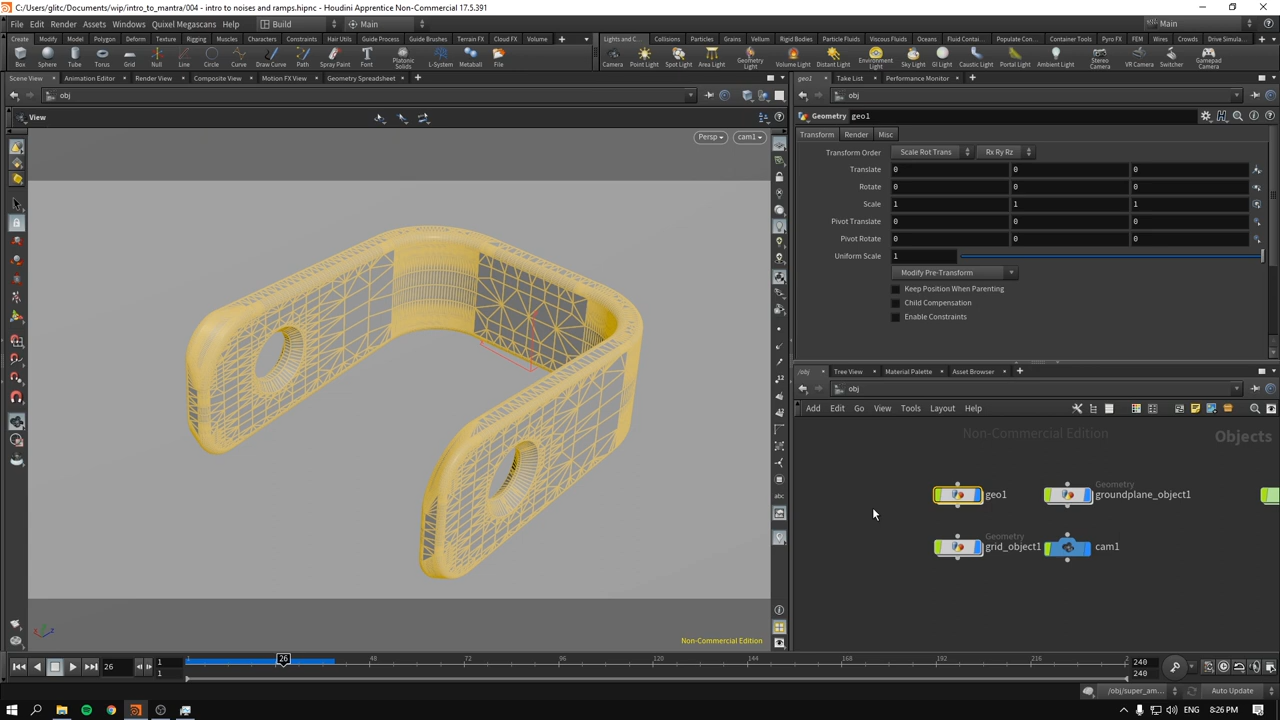 C:/Users/glitc/Documents/wip/intro_to_mantra/004 - intro to noises and ramps.hipnc - Houdini Apprentice Non-Commercial 17.5.391
File Edit Render Assets Windows Quixel Megascans Help Build Main Main
Create Modify Model Polygon Deform Texture Rigging Muscles Characters Constraints Hair Utils Guide Process Guide Brushes Terrain FX Cloud FX Volume
Lights and C... Collisions Particles Grains Vellum Rigid Bodies Particle Fluids Viscous Fluids Oceans Fluid Contai... Populate Con... Container Tools Pyro FX FEM Wires Crowds Drive Simula...
Box Sphere Tube Torus Grid Null Line Circle Curve Draw Curve Path Spray Paint Font Platonic Solids L-System Metaball File
Camera Point Light Spot Light Area Light Geometry Light Volume Light Distant Light Environment Light Sky Light GI Light Caustic Light Portal Light Ambient Light Stereo Camera VR Camera Switcher Gamepad Camera
Scene View Animation Editor Render View Composite View Motion FX View Geometry Spreadsheet
geo1 Take List Performance Monitor
obj
obj
View
Persp cam1
Geometry geo1
Transform Render Misc
Transform Order Scale Rot Trans Rx Ry Rz
Translate 0 0 0
Rotate 0 0 0
Scale 1 1 1
Pivot Translate 0 0 0
Pivot Rotate 0 0 0
Uniform Scale 1
Modify Pre-Transform
Keep Position When Parenting
Child Compensation
Enable Constraints
/obj Tree View Material Palette Asset Browser
obj
Add Edit Go View Tools Layout Help
Non-Commercial Edition
Objects
geo1
Geometry
groundplane_object1
Geometry
grid_object1
cam1
abc
Non-Commercial Edition
26
1
1
26 48 72 96 120 144 168 192 216 2
240
240
/obj/super_am... Auto Update
ENG 8:26 PM